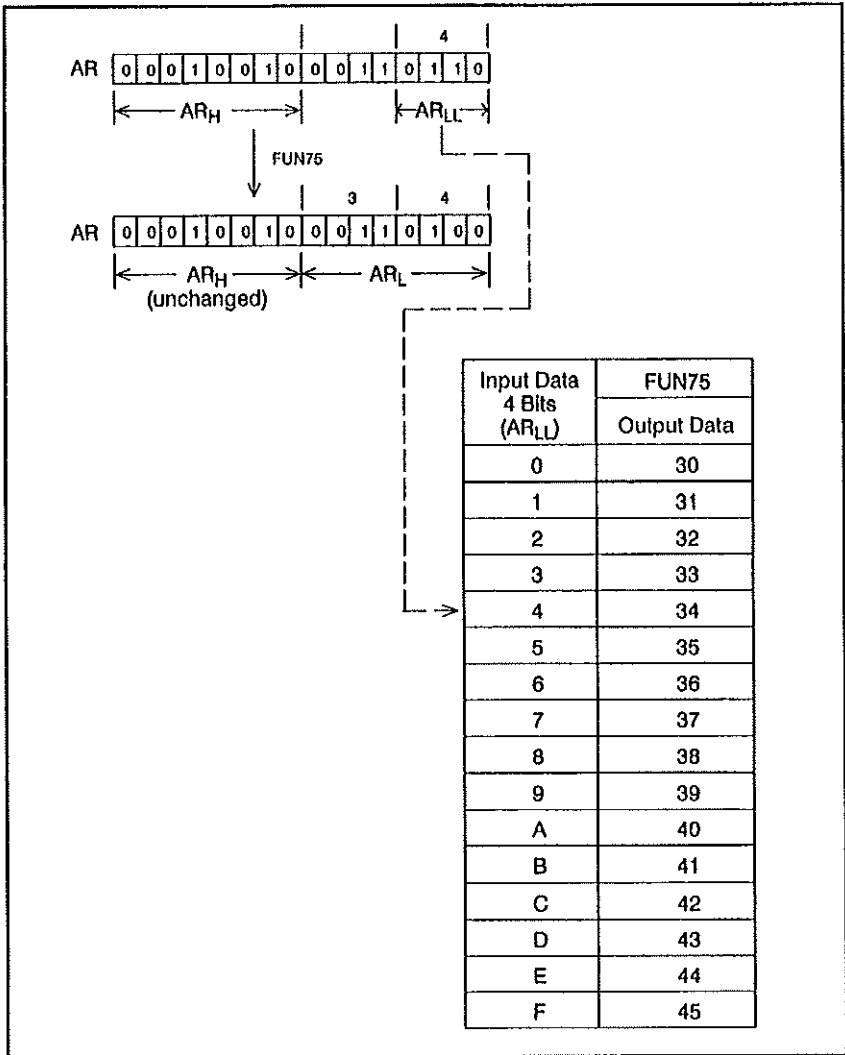 4
AR 0 0 0 1 0 0 1 0 0 0 1 1 0 1 1 0
ARH ARLL
FUN75
3 4
AR 0 0 0 1 0 0 1 0 0 0 1 1 0 1 0 0
ARH ARL
(unchanged)
Input Data FUN75
4 Bits
(ARLL) Output Data
0 30
1 31
2 32
3 33
4 34
5 35
6 36
7 37
8 38
9 39
A 40
B 41
C 42
D 43
E 44
F 45